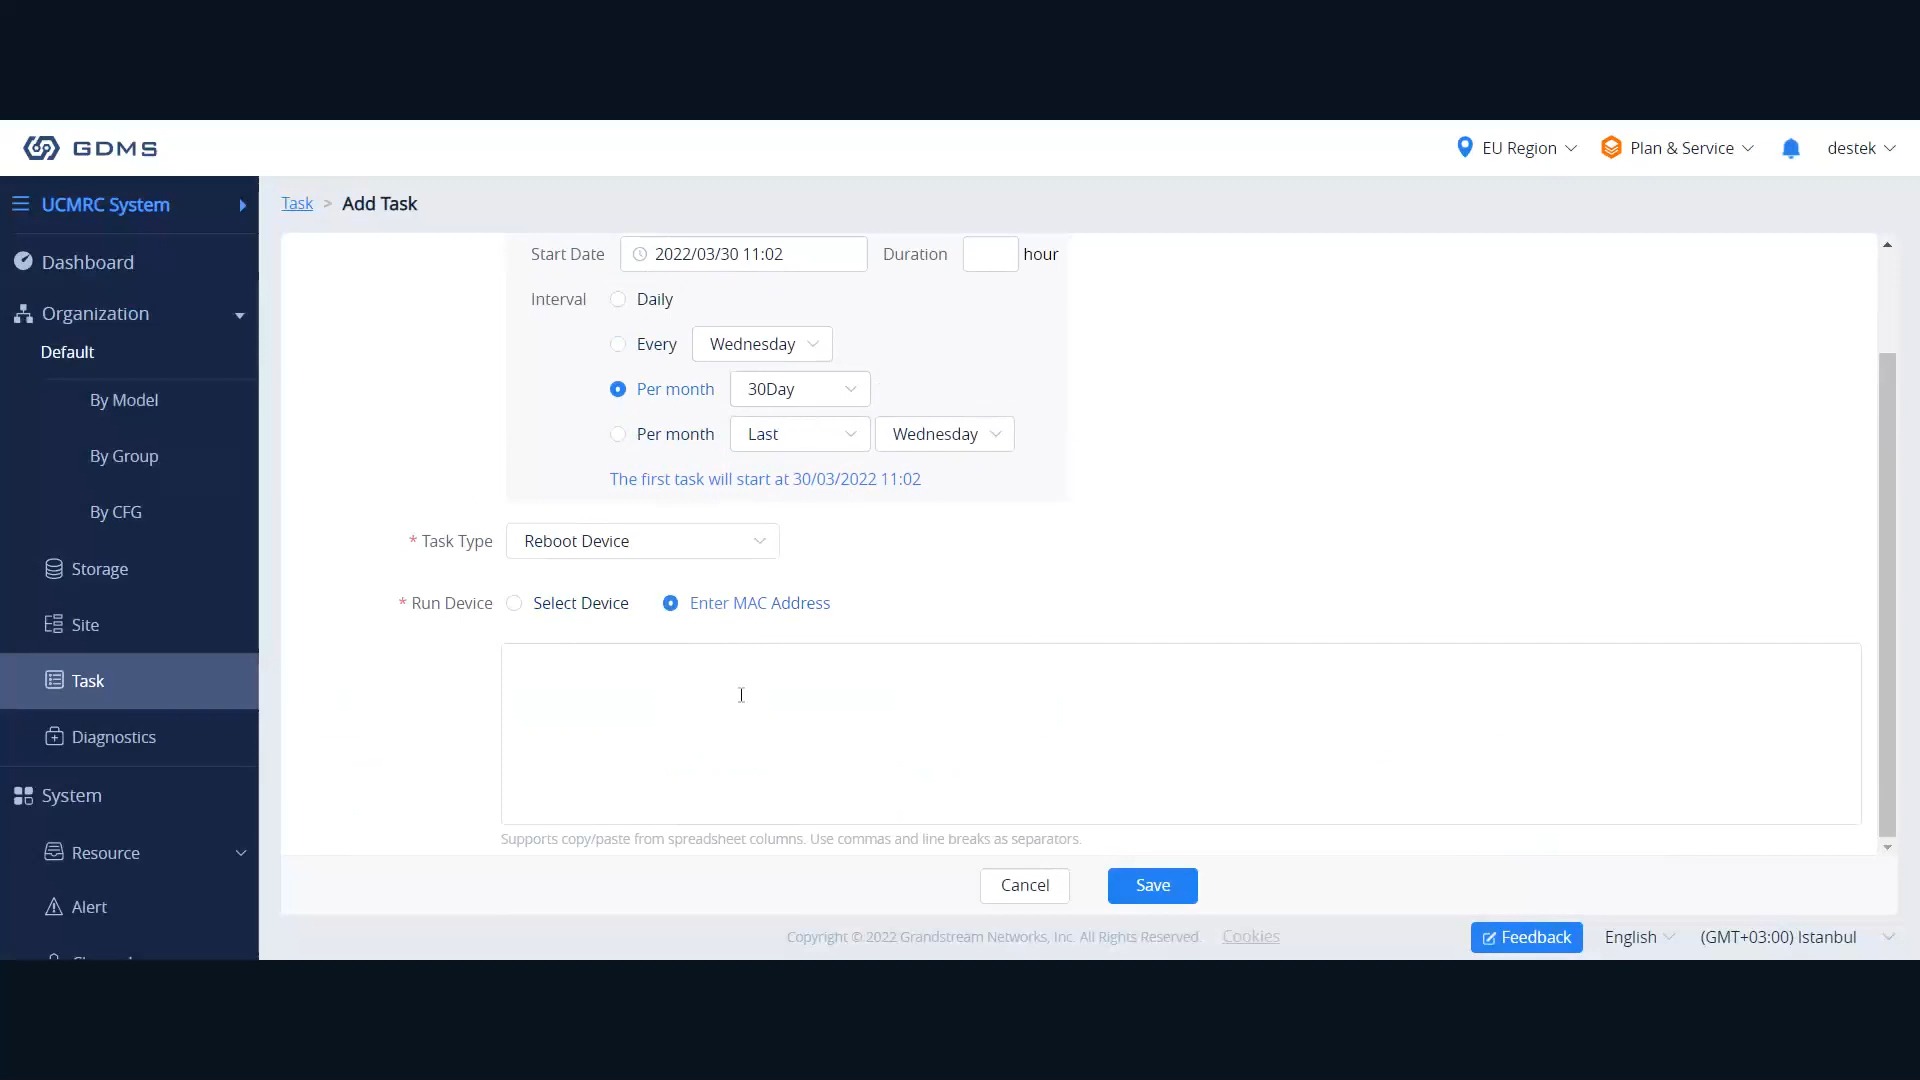 GDMS
EU Region
Plan & Service
destek
UCMRC System
Task > Add Task
Dashboard
Organization
Default
By Model
By Group
By CFG
Storage
Site
Task
Diagnostics
System
Resource
Alert
Start Date 2022/03/30 11:02 Duration hour
Interval Daily
Every Wednesday
Per month 30Day
Per month Last Wednesday
The first task will start at 30/03/2022 11:02
* Task Type Reboot Device
* Run Device Select Device Enter MAC Address
Supports copy/paste from spreadsheet columns. Use commas and line breaks as separators.
Cancel Save
Copyright © 2022 Grandstream Networks, Inc. All Rights Reserved. Cookies
Feedback English (GMT+03:00) Istanbul